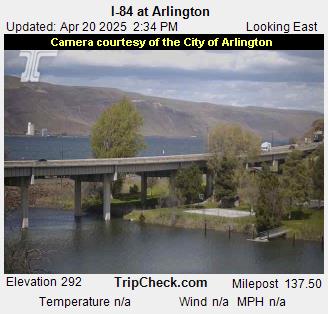 I-84 at Arlington
Updated: Apr 20 2025 2:34 PM Looking East
Camera courtesy of the City of Arlington
Elevation 292 TripCheck.com Milepost 137.50
Temperature n/a Wind n/a MPH n/a